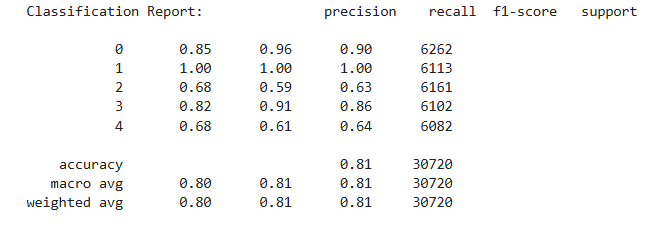 Classification Report: precision recall f1-score support
0 0.85 0.96 0.90 6262
1 1.00 1.00 1.00 6113
2 0.68 0.59 0.63 6161
3 0.82 0.91 0.86 6102
4 0.68 0.61 0.64 6082
accuracy 0.81 30720
macro avg 0.80 0.81 0.81 30720
weighted avg 0.80 0.81 0.81 30720